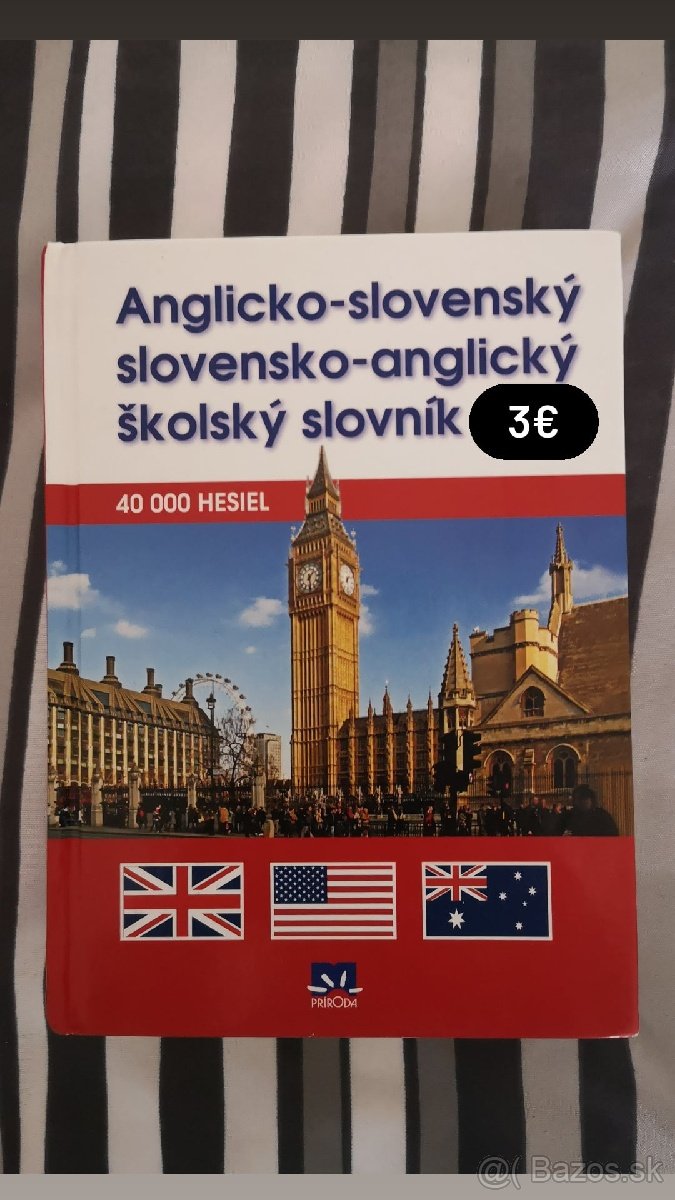 Anglicko-slovenský
slovensko-anglický
školský slovník
3€
40 000 HESIEL
PRÍRODA
@( Bazos.sk